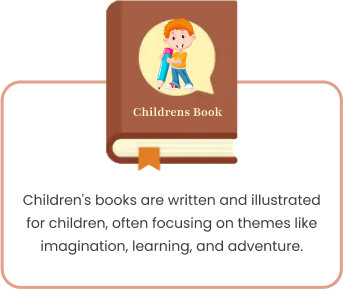 Childrens Book
Children's books are written and illustrated
for children, often focusing on themes like
imagination, learning, and adventure.